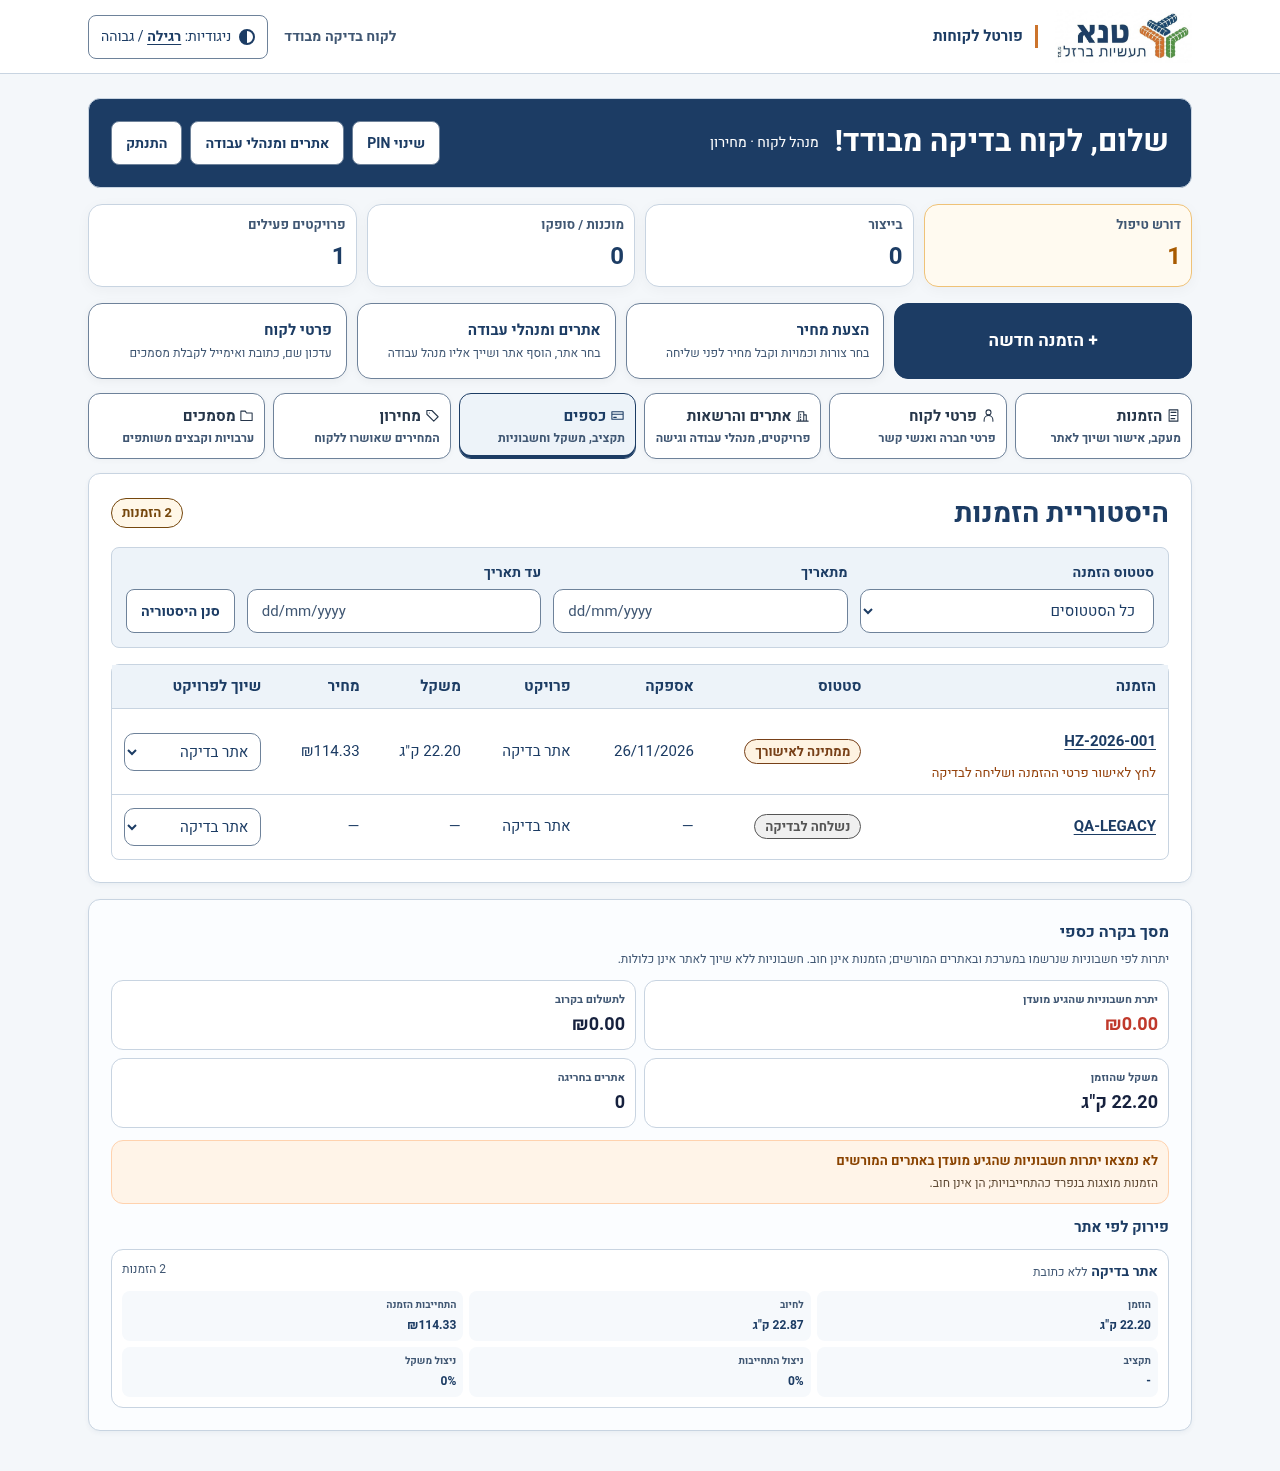 טנא
תעשיות ברזל
פורטל לקוחות
לקוח בדיקה מבודד
ניגודיות: רגילה / גבוהה
שלום, לקוח בדיקה מבודד!
מנהל לקוח · מחירון
שינוי PIN
אתרים ומנהלי עבודה
התנתק
דורש טיפול
1
בייצור
0
מוכנות / סופקו
0
פרויקטים פעילים
1
+ הזמנה חדשה
הצעת מחיר
בחר צורות וכמויות וקבל מחיר לפני שליחה
אתרים ומנהלי עבודה
בחר אתר, הוסף אתר ושייך אליו מנהל עבודה
פרטי לקוח
עדכון שם, כתובת ואימייל לקבלת מסמכים
הזמנות
מעקב, אישור ושיוך לאתר
פרטי לקוח
פרטי חברה ואנשי קשר
אתרים והרשאות
פרויקטים, מנהלי עבודה וגישה
כספים
תקציב, משקל וחשבוניות
מחירון
המחירים שאושרו ללקוח
מסמכים
ערבויות וקבצים משותפים
היסטוריית הזמנות
2 הזמנות
סטטוס הזמנה
מתאריך
עד תאריך
כל הסטטוסים
dd/mm/yyyy
dd/mm/yyyy
סנן היסטוריה
הזמנה סטטוס אספקה פרויקט משקל מחיר שיוך לפרויקט
HZ-2026-001
לחץ לאישור פרטי ההזמנה ושליחה לבדיקה
ממתינה לאישורך
26/11/2026
אתר בדיקה
22.20 ק"ג
₪114.33
אתר בדיקה
QA-LEGACY
נשלחה לבדיקה
—
אתר בדיקה
—
—
אתר בדיקה
מסך בקרה כספי
יתרות לפי חשבוניות שנרשמו במערכת ובאתרים המורשים; הזמנות אינן חוב. חשבוניות ללא שיוך לאתר אינן כלולות.
יתרת חשבוניות שהגיע מועדן
₪0.00
לתשלום בקרוב
₪0.00
משקל שהוזמן
22.20 ק"ג
אתרים בחריגה
0
לא נמצאו יתרות חשבוניות שהגיע מועדן באתרים המורשים
הזמנות מוצגות בנפרד כהתחייבויות; הן אינן חוב.
פירוק לפי אתר
אתר בדיקה ללא כתובת
2 הזמנות
הוזמן
22.20 ק"ג
לחיוב
22.87 ק"ג
התחייבות הזמנה
₪114.33
תקציב
-
ניצול התחייבות
0%
ניצול משקל
0%